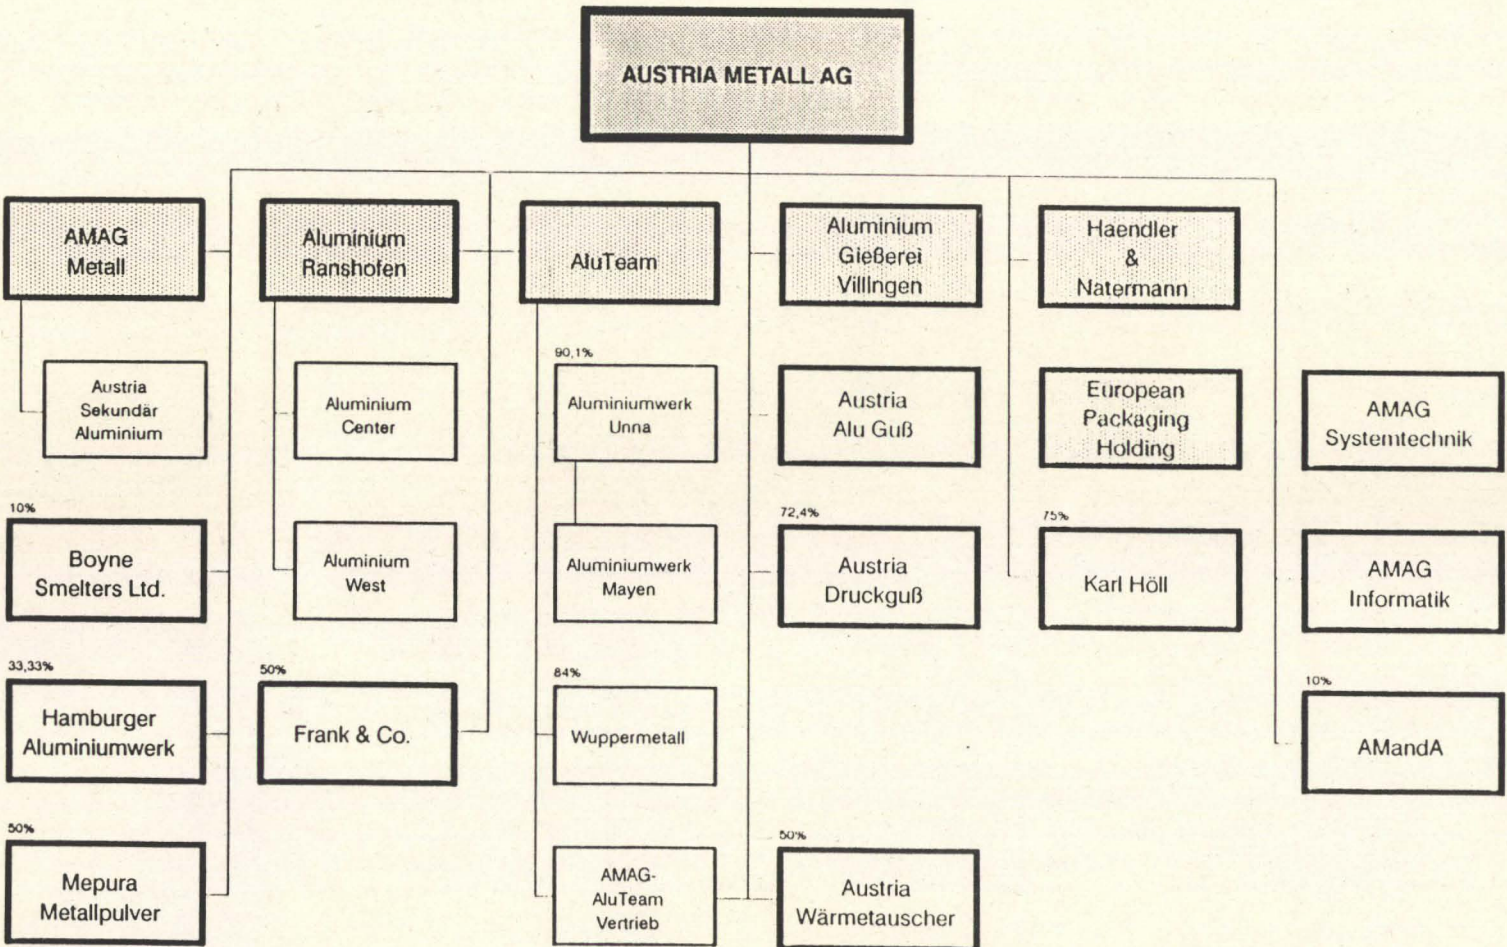 AUSTRIA METALL AG
AMAG
Metall
Aluminium
Ranshofen
AluTeam
Aluminium
Gießerei
Villingen
Haendler
&
Natermann
Austria
Sekundär
Aluminium
Aluminium
Center
90,1%
Aluminiumwerk
Unna
Austria
Alu Guß
European
Packaging
Holding
AMAG
Systemtechnik
10%
Boyne
Smelters Ltd.
Aluminium
West
Aluminiumwerk
Mayen
72,4%
Austria
Druckguß
75%
Karl Höll
AMAG
Informatik
33,33%
Hamburger
Aluminiumwerk
50%
Frank & Co.
84%
Wuppermetall
10%
AMandA
50%
Mepura
Metallpulver
AMAG-
AluTeam
Vertrieb
50%
Austria
Wärmetauscher